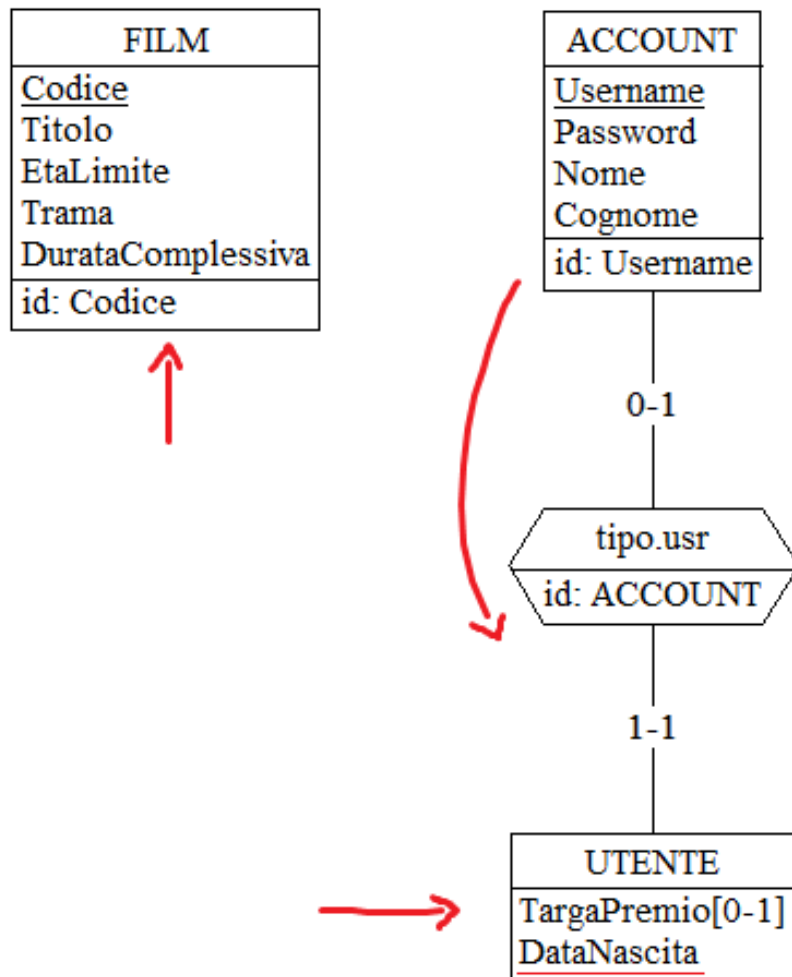 FILM
Codice
Titolo
EtaLimite
Trama
DurataComplessiva
id: Codice
ACCOUNT
Username
Password
Nome
Cognome
id: Username
0-1
tipo.usr
id: ACCOUNT
1-1
UTENTE
TargaPremio[0-1]
DataNascita